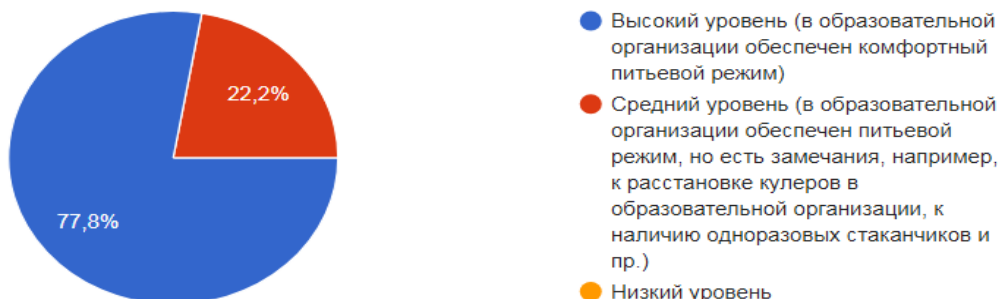 22,2%
77,8%
Высокий уровень (в образовательной
организации обеспечен комфортный
питьевой режим)
Средний уровень (в образовательной
организации обеспечен питьевой
режим, но есть замечания, например,
к расстановке кулеров в
образовательной организации, к
наличию одноразовых стаканчиков и
пр.)
Низкий уровень